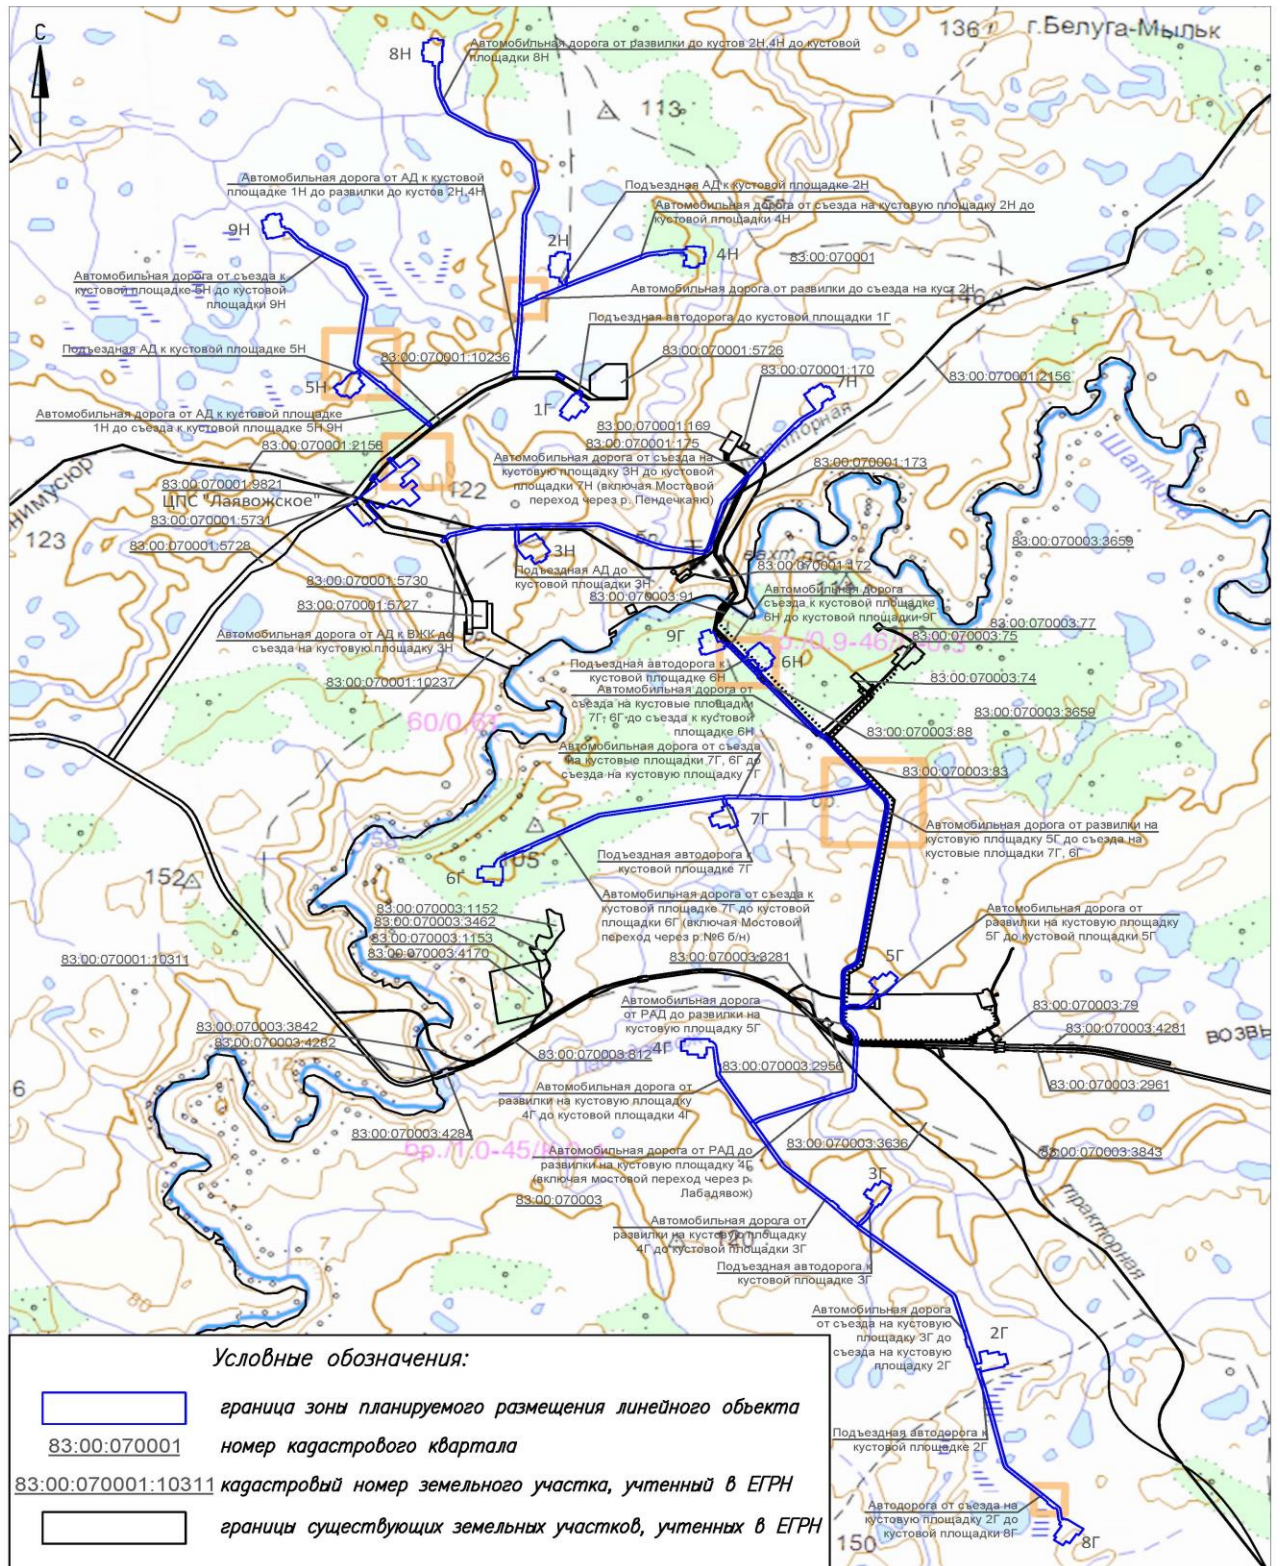 С
136
г.Белуга-Мыльк
8Н
Автомобильная дорога от развилки до кустов 2Н,4Н до кустовой
площадки 8Н
113
Автомобильная дорога от АД к кустовой
площадке 1Н до развилки до кустов 2Н,4Н
Подъездная АД к кустовой площадке 2Н
Автомобильная дорога от съезда на кустовую площадку 2Н до
кустовой площадки 4Н
9Н
2Н
4Н
83:00:070001
Автомобильная дорога от съезда к
кустовой площадке 5Н до кустовой
площадки 9Н
Автомобильная дорога от развилки до съезда на куст 2Н
146
Подъездная автодорога до кустовой площадки 1Г
Подъездная АД к кустовой площадке 5Н
83:00:070001:10236
83:00:070001:5726
83:00:070001:170
83:00:070001:2156
7Н
5Н
1Г
Автомобильная дорога от АД к кустовой площадке
1Н до съезда к кустовой площадке 5Н,9Н
83:00:070001:169
83:00:070001:175
тракторная
83:00:070001:2156
Автомобильная дорога от съезда на
кустовую площадку 3Н до кустовой
площадки 7Н (включая Мостовой
переход через р. Пендечкаяю)
83:00:070001:173
Шапкина
83:00:070001:9821
ЦПС "Лаявожское"
122
83:00:070001:5731
123
83:00:070001:5728
3Н
83:00:070003:3659
Подъездная АД до
кустовой площадки 3Н
83:00:070001:172
83:00:070001:5730
83:00:070001:5727
83:00:070003:91
Автомобильная дорога
съезда к кустовой площадке
6Н до кустовой площадки 9Г
83:00:070003:77
83:00:070003:75
Автомобильная дорога от АД к ВЖК до
съезда на кустовую площадку 3Н
9Г
6Н
Подъездная автодорога к
кустовой площадке 6Н
83:00:070001:10237
83:00:070003:74
Автомобильная дорога от
съезда на кустовые площадки
7Г, 6Г до съезда к кустовой
площадке 6Н
83:00:070003:3659
83:00:070003:88
Автомобильная дорога от съезда
на кустовые площадки 7Г, 6Г до
съезда на кустовую площадку 7Г
83:00:070003:83
7Г
Автомобильная дорога от развилки на
кустовую площадку 5Г до съезда на
кустовые площадки 7Г, 6Г
Подъездная автодорога к
кустовой площадке 7Г
152
6Г
105
Автомобильная дорога от съезда к
кустовой площадке 7Г до кустовой
площадки 6Г (включая Мостовой
переход через р.№6 б/н)
83:00:070003:1152
83:00:070003:3462
83:00:070003:1153
83:00:070003:4170
Автомобильная дорога от
развилки на кустовую площадку
5Г до кустовой площадки 5Г
83:00:070001:10311
83:00:070003:3281
5Г
Автомобильная дорога
от РАД до развилки на
кустовую площадку 5Г
83:00:070003:79
83:00:070003:4281
83:00:070003:3842
83:00:070003:4282
83:00:070003:812
4Г
83:00:070003:2956
83:00:070003:2961
Автомобильная дорога от
развилки на кустовую площадку
4Г до кустовой площадки 4Г
83:00:070003:4284
83:00:070003:3636
83:00:070003:3843
Автомобильная дорога от РАД до
развилки на кустовую площадку 4Г
(включая мостовой переход через р.
Лабадявож)
3Г
83:00:070003
тракторная
Автомобильная дорога от
развилки на кустовую площадку
4Г до кустовой площадки 3Г
120
Подъездная автодорога к
кустовой площадке 3Г
80
Автомобильная дорога
от съезда на кустовую
площадку 3Г до
съезда на кустовую
площадку 2Г
2Г
Подъездная автодорога к
кустовой площадке 2Г
Автодорога от съезда на
кустовую площадку 2Г до
кустовой площадки 8Г
150
8Г
Условные обозначения:
граница зоны планируемого размещения линейного объекта
83:00:070001
номер кадастрового квартала
83:00:070001:10311
кадастровый номер земельного участка, учтенный в ЕГРН
границы существующих земельных участков, учтенных в ЕГРН